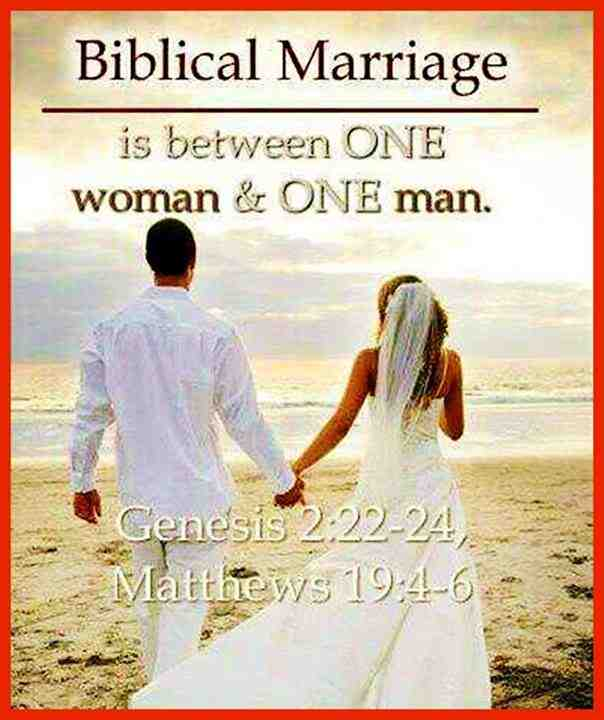 Biblical Marriage
is between ONE
woman & ONE man.
Genesis 2:22-24,
Matthews 19:4-6